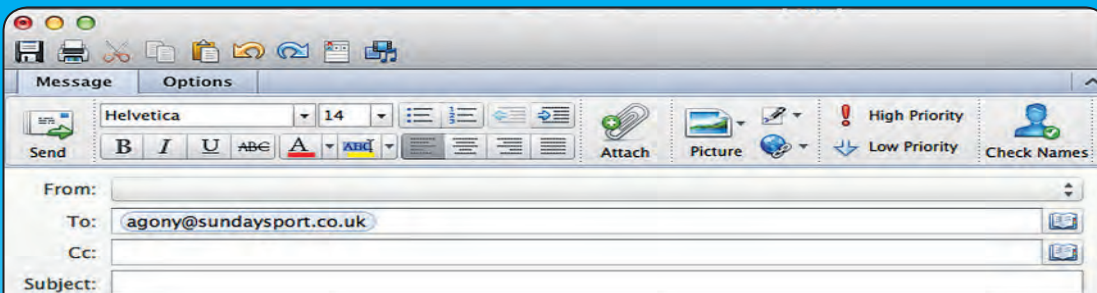 Message Options
Helvetica 14 High Priority
B I U ABC A ABC Low Priority
Send Attach Picture Check Names
From:
To: agony@sundaysport.co.uk
Cc:
Subject: